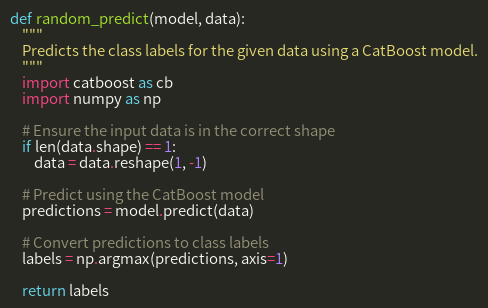 def random_predict(model, data):
    """
    Predicts the class labels for the given data using a CatBoost model.
    """
    import catboost as cb
    import numpy as np

    # Ensure the input data is in the correct shape
    if len(data.shape) == 1:
        data = data.reshape(1, -1)

    # Predict using the CatBoost model
    predictions = model.predict(data)

    # Convert predictions to class labels
    labels = np.argmax(predictions, axis=1)

    return labels